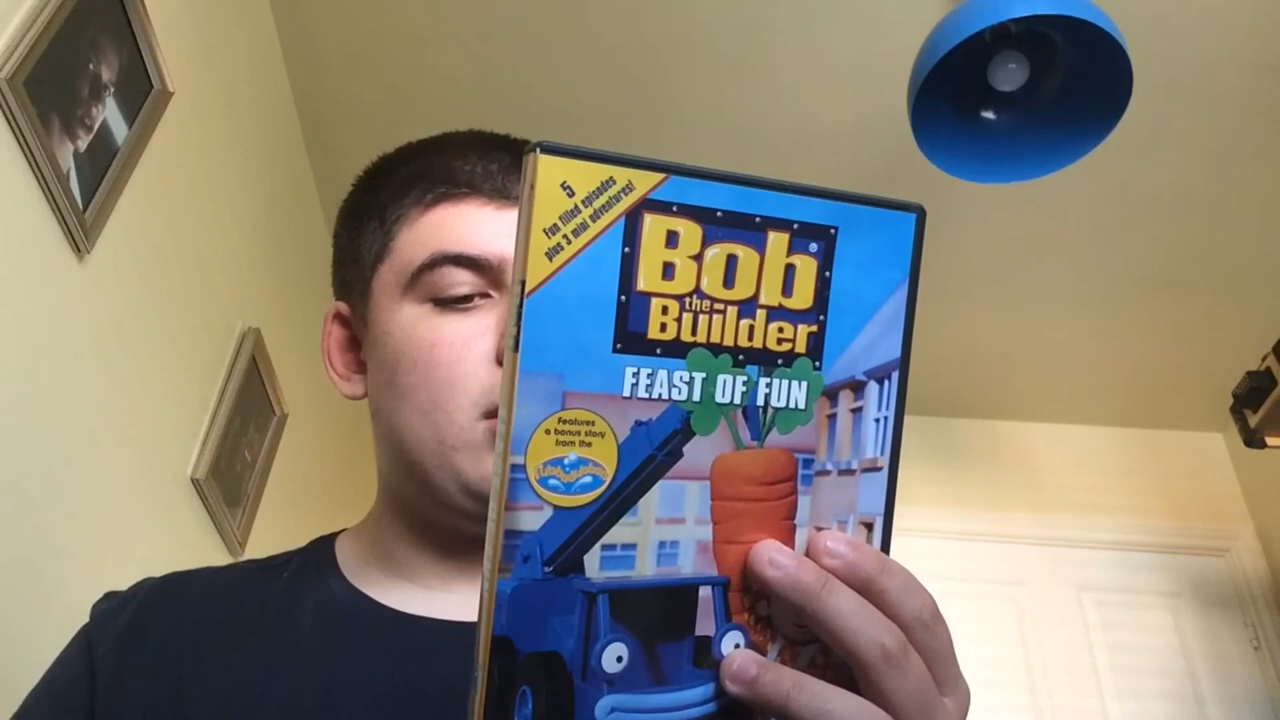 5
Fun filled episodes
plus 3 mini adventures!
Bob
the
Builder
FEAST OF FUN
Features
a bonus story
from the